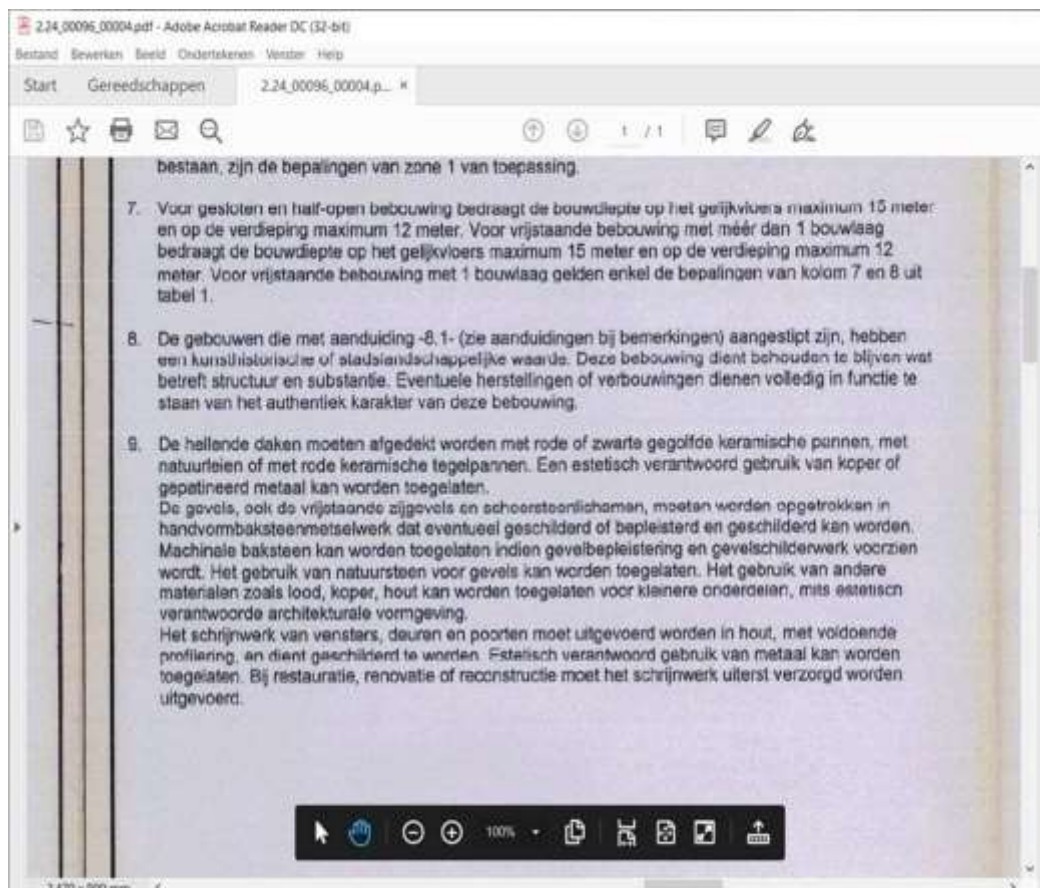 2.24_00096_00004.pdf - Adobe Acrobat Reader DC (32-bit)
Bestand Bewerken Beeld Ondertekenen Venster Help
Start Gereedschappen 2.24_00096_00004.p... ×
1 / 1
bestaan, zijn de bepalingen van zone 1 van toepassing.
7. Voor gesloten en half-open bebouwing bedraagt de bouwdiepte op het gelijkvloers maximum 15 meter
en op de verdieping maximum 12 meter. Voor vrijstaande bebouwing met méér dan 1 bouwlaag
bedraagt de bouwdiepte op het gelijkvloers maximum 15 meter en op de verdieping maximum 12
meter. Voor vrijstaande bebouwing met 1 bouwlaag gelden enkel de bepalingen van kolom 7 en 8 uit
tabel 1.
8. De gebouwen die met aanduiding -8.1- (zie aanduidingen bij bemerkingen) aangestipt zijn, hebben
een kunsthistorische of stadslandschappelijke waarde. Deze bebouwing dient behouden te blijven wat
betreft structuur en substantie. Eventuele herstellingen of verbouwingen dienen volledig in functie te
staan van het authentiek karakter van deze bebouwing.
9. De hellende daken moeten afgedekt worden met rode of zwarte gegolfde keramische pannen, met
natuurleien of met rode keramische tegelpannen. Een estetisch verantwoord gebruik van koper of
gepatineerd metaal kan worden toegelaten.
De gevels, ook de vrijstaande zijgevels en schoorsteenlichamen, moeten worden opgetrokken in
handvormbaksteenmetselwerk dat eventueel geschilderd of bepleisterd en geschilderd kan worden.
Machinale baksteen kan worden toegelaten indien gevelbepleistering en gevelschilderwerk voorzien
wordt. Het gebruik van natuursteen voor gevels kan worden toegelaten. Het gebruik van andere
materialen zoals lood, koper, hout kan worden toegelaten voor kleinere onderdelen, mits estetisch
verantwoorde architekturale vormgeving.
Het schrijnwerk van vensters, deuren en poorten moet uitgevoerd worden in hout, met voldoende
profilering, en dient geschilderd te worden. Estetisch verantwoord gebruik van metaal kan worden
toegelaten. Bij restauratie, renovatie of reconstructie moet het schrijnwerk uiterst verzorgd worden
uitgevoerd.
100%